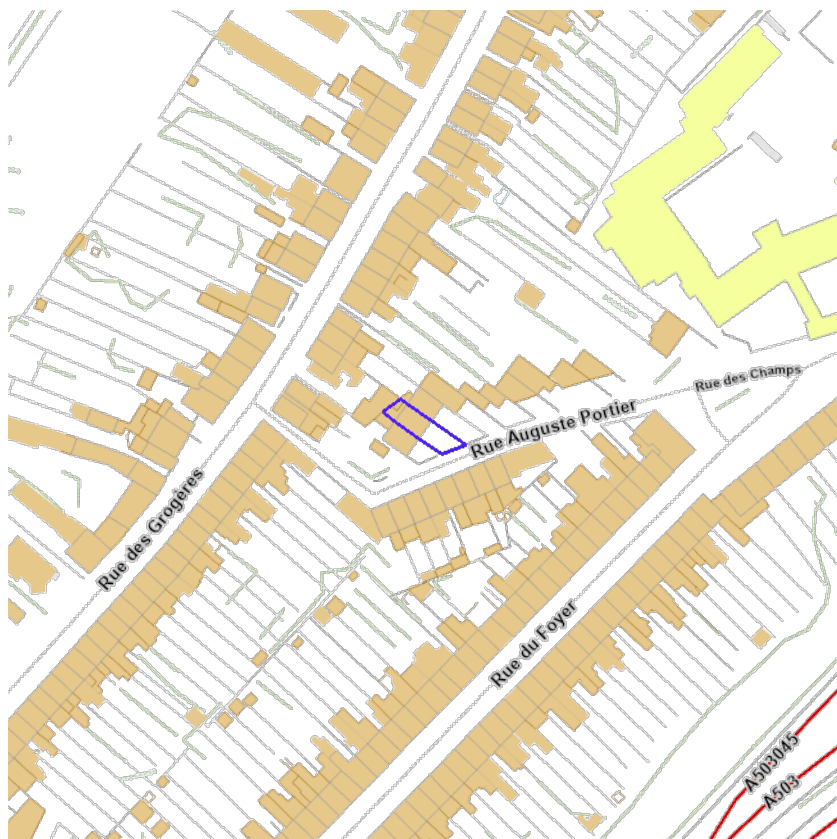 Rue des Champs
Rue Auguste Portier
Rue des Grogères
Rue du Foyer
A503045
A503